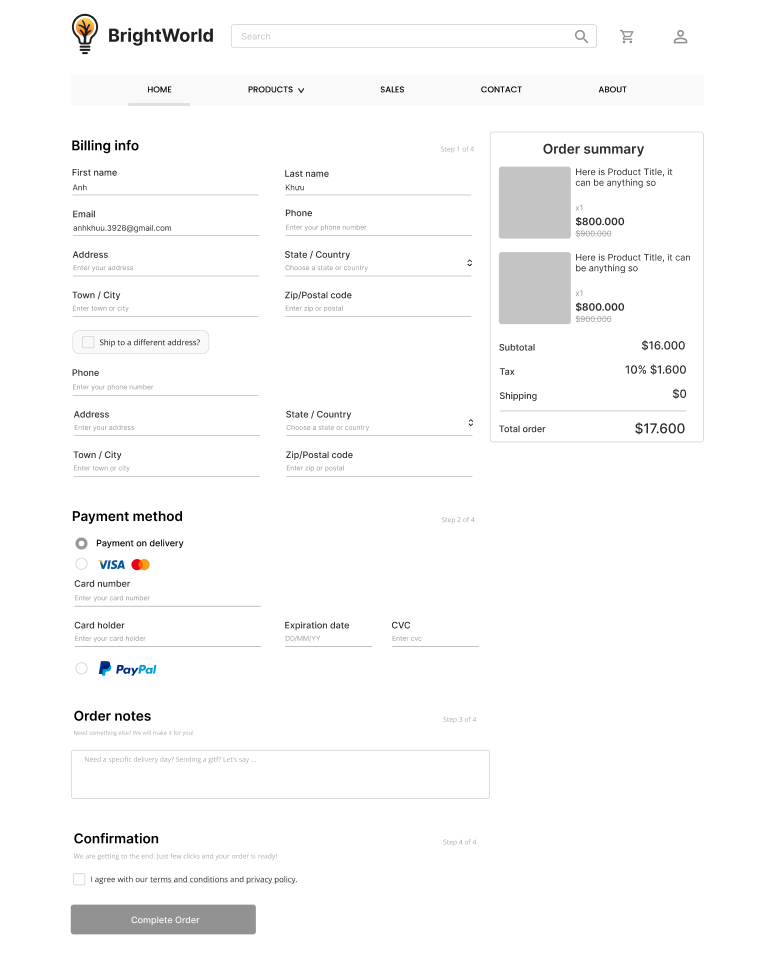 BrightWorld
Search
HOME
PRODUCTS
SALES
CONTACT
ABOUT
Billing info
Step 1 of 4
First name
Last name
Anh
Khưu
Email
Phone
anhkhuu.3928@gmail.com
Enter your phone number
Address
State / Country
Enter your address
Choose a state or country
Town / City
Zip/Postal code
Enter town or city
Enter zip or postal
Ship to a different address?
Phone
Enter your phone number
Address
State / Country
Enter your address
Choose a state or country
Town / City
Zip/Postal code
Enter town or city
Enter zip or postal
Payment method
Step 2 of 4
Payment on delivery
VISA
Card number
Enter your card number
Card holder
Expiration date
CVC
Enter your card holder
DD/MM/YY
Enter cvc
PayPal
Order notes
Step 3 of 4
Need something else? We will make it for you!
Need a specific delivery day? Sending a gitf? Let's say ...
Confirmation
Step 4 of 4
We are getting to the end. Just few clicks and your order si ready!
I agree with our terms and conditions and privacy policy.
Complete Order
Order summary
Here is Product Title, it
can be anything so
x1
$800.000
$900.000
Here is Product Title, it can
be anything so
x1
$800.000
$900.000
Subtotal
$16.000
Tax
10% $1.600
Shipping
$0
Total order
$17.600